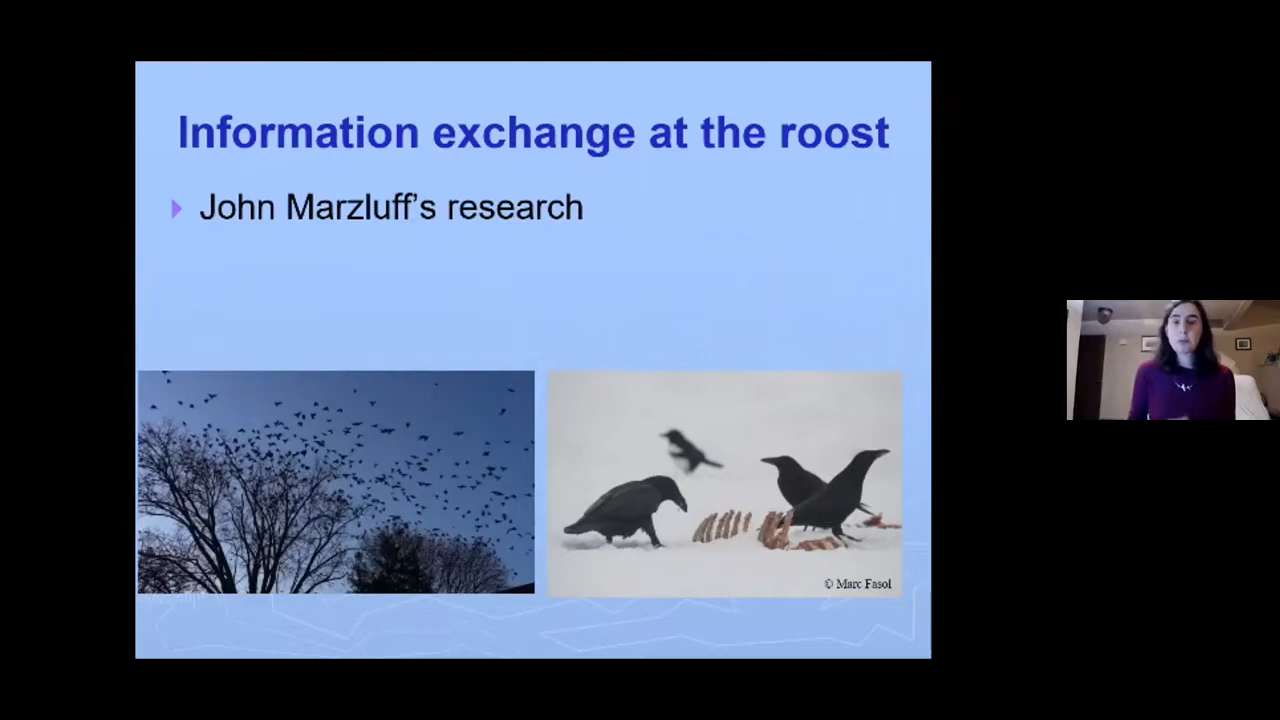 Information exchange at the roost
John Marzluff's research
© Marc Fasol